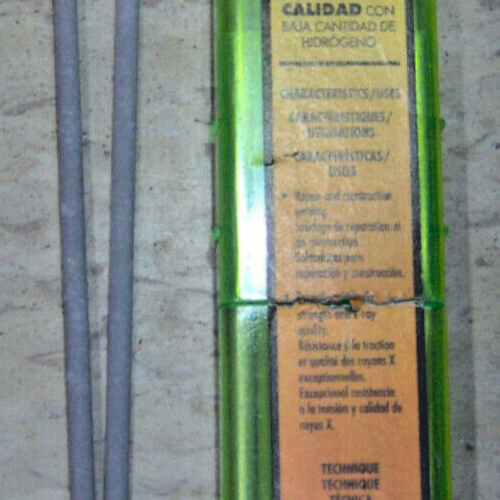 CALIDAD CON
BAJA CANTIDAD DE
HIDRÓGENO
CHARACTERISTICS/USES
CARACTÉRISTIQUES/
UTILISATIONS
CARACTERÍSTICAS/
USOS
Repair and construction
welding.
Soudage de réparation et
de construction.
Soldaduras para
reparación y construcción.
strength and X-ray
quality.
Résistance à la traction
et qualité des rayons X
exceptionnelles.
Excepcional resistencia
a la tensión y calidad de
rayos X.
TECHNIQUE
TECHNIQUE
TÉCNICA